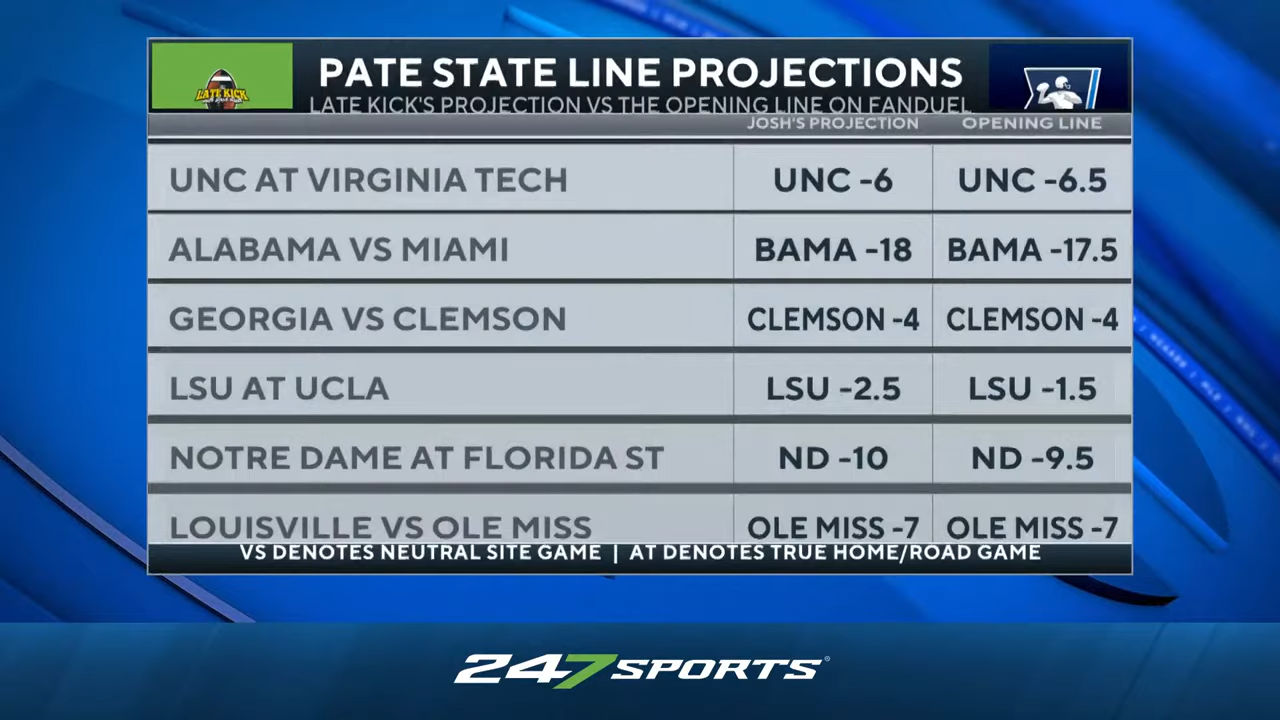 LATE KICK
PATE STATE LINE PROJECTIONS
LATE KICK'S PROJECTION VS THE OPENING LINE ON FANDUEL
JOSH'S PROJECTION OPENING LINE
UNC AT VIRGINIA TECH UNC -6 UNC -6.5
ALABAMA VS MIAMI BAMA -18 BAMA -17.5
GEORGIA VS CLEMSON CLEMSON -4 CLEMSON -4
LSU AT UCLA LSU -2.5 LSU -1.5
NOTRE DAME AT FLORIDA ST ND -10 ND -9.5
LOUISVILLE VS OLE MISS OLE MISS -7 OLE MISS -7
VS DENOTES NEUTRAL SITE GAME | AT DENOTES TRUE HOME/ROAD GAME
247SPORTS®